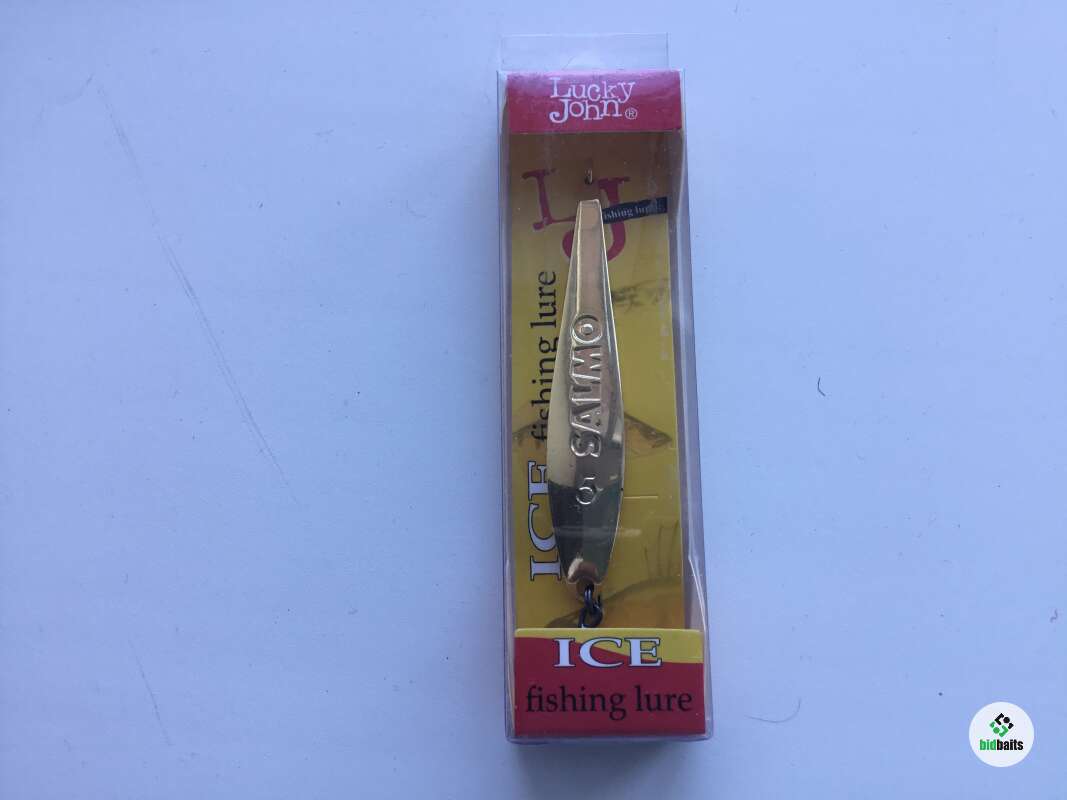 Lucky
John®
LJ
fishing lure
ICE fishing lure
SALMO
5
ICE
fishing lure
bidbaits